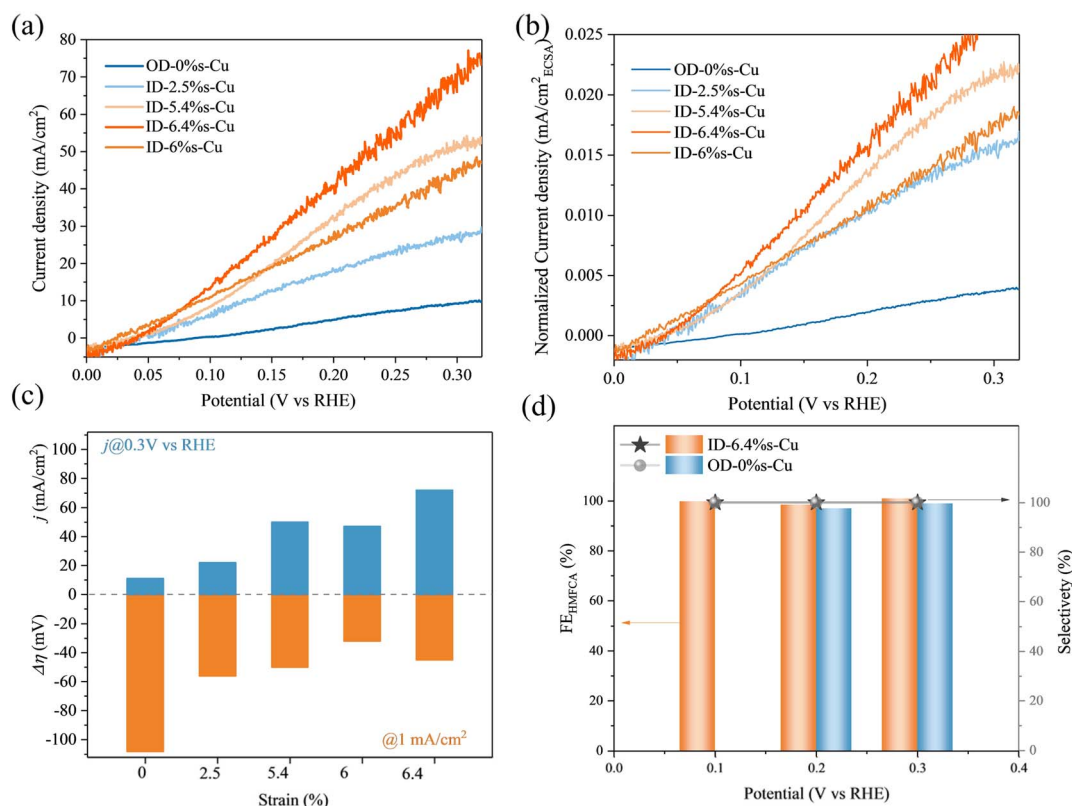 (a)
80
70
60
50
40
30
20
10
0
Current density (mA/cm²)
OD-0%s-Cu
ID-2.5%s-Cu
ID-5.4%s-Cu
ID-6.4%s-Cu
ID-6%s-Cu
0.00 0.05 0.10 0.15 0.20 0.25 0.30
Potential (V vs RHE)
(b)
0.025
0.020
0.015
0.010
0.005
0.000
Normalized Current density (mA/cm²ECSA)
OD-0%s-Cu
ID-2.5%s-Cu
ID-5.4%s-Cu
ID-6.4%s-Cu
ID-6%s-Cu
0.0 0.1 0.2 0.3
Potential (V vs RHE)
(c)
j@0.3V vs RHE
100
80
60
40
20
0
-20
-40
-60
-80
-100
j (mA/cm²)
Δη (mV)
@1 mA/cm²
0 2.5 5.4 6 6.4
Strain (%)
(d)
ID-6.4%s-Cu
OD-0%s-Cu
100
80
60
40
20
0
FEHMFCA (%)
100
80
60
40
20
0
Selectivety (%)
0.0 0.1 0.2 0.3 0.4
Potential (V vs RHE)